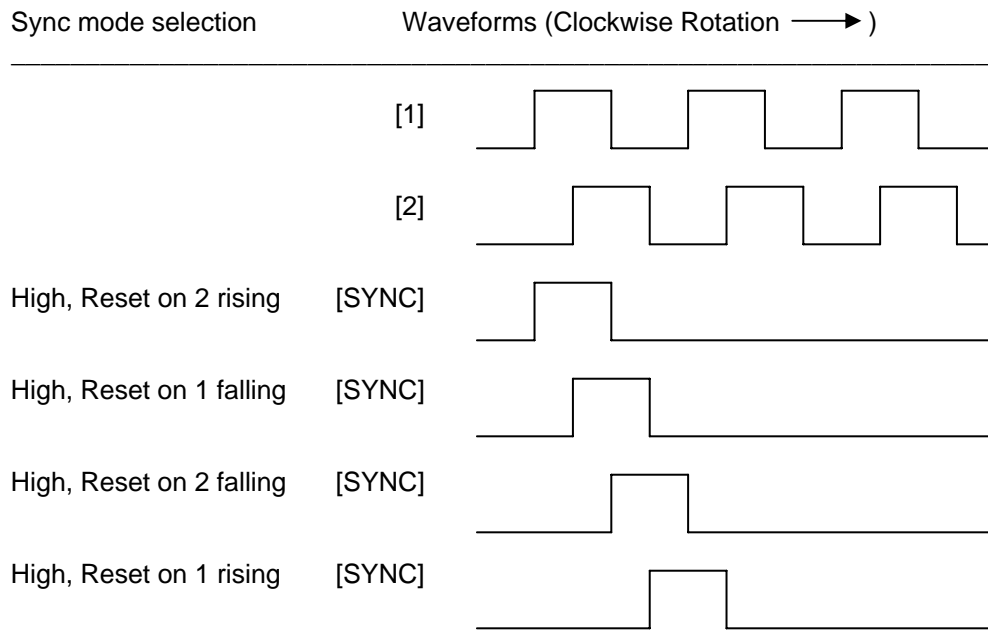 Sync mode selection Waveforms (Clockwise Rotation ⟶ )
[1]
[2]
High, Reset on 2 rising [SYNC]
High, Reset on 1 falling [SYNC]
High, Reset on 2 falling [SYNC]
High, Reset on 1 rising [SYNC]